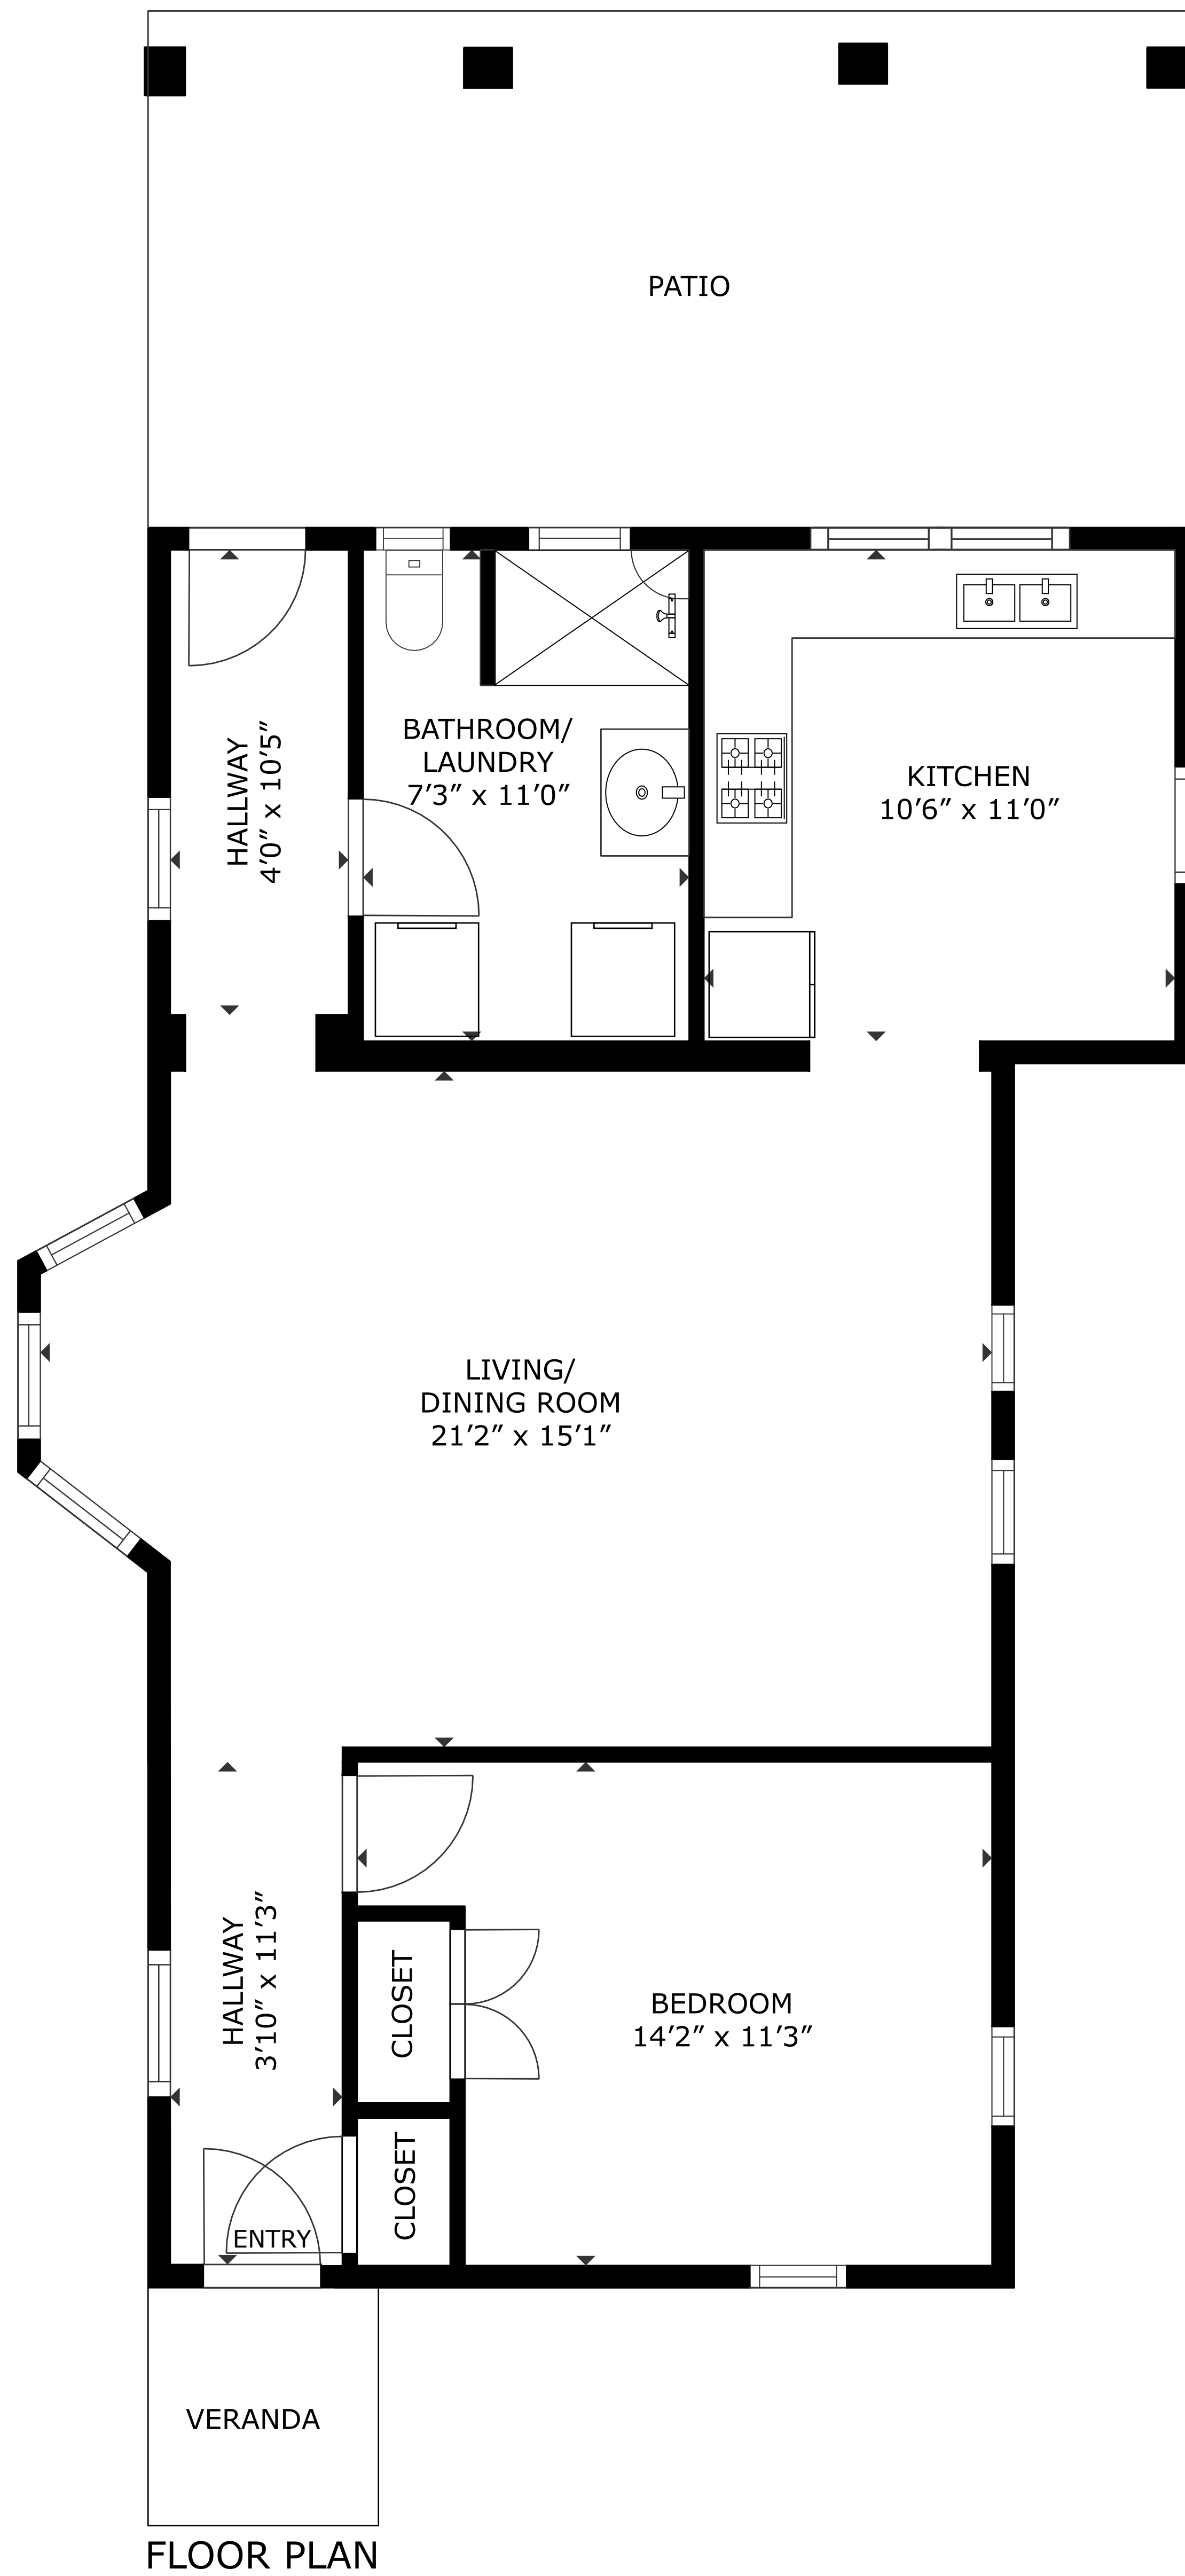 PATIO
HALLWAY
4’0” x 10’5”
BATHROOM/
LAUNDRY
7’3” x 11’0”
KITCHEN
10’6” x 11’0”
LIVING/
DINING ROOM
21’2” x 15’1”
HALLWAY
3’10” x 11’3”
CLOSET
BEDROOM
14’2” x 11’3”
CLOSET
ENTRY
VERANDA
FLOOR PLAN